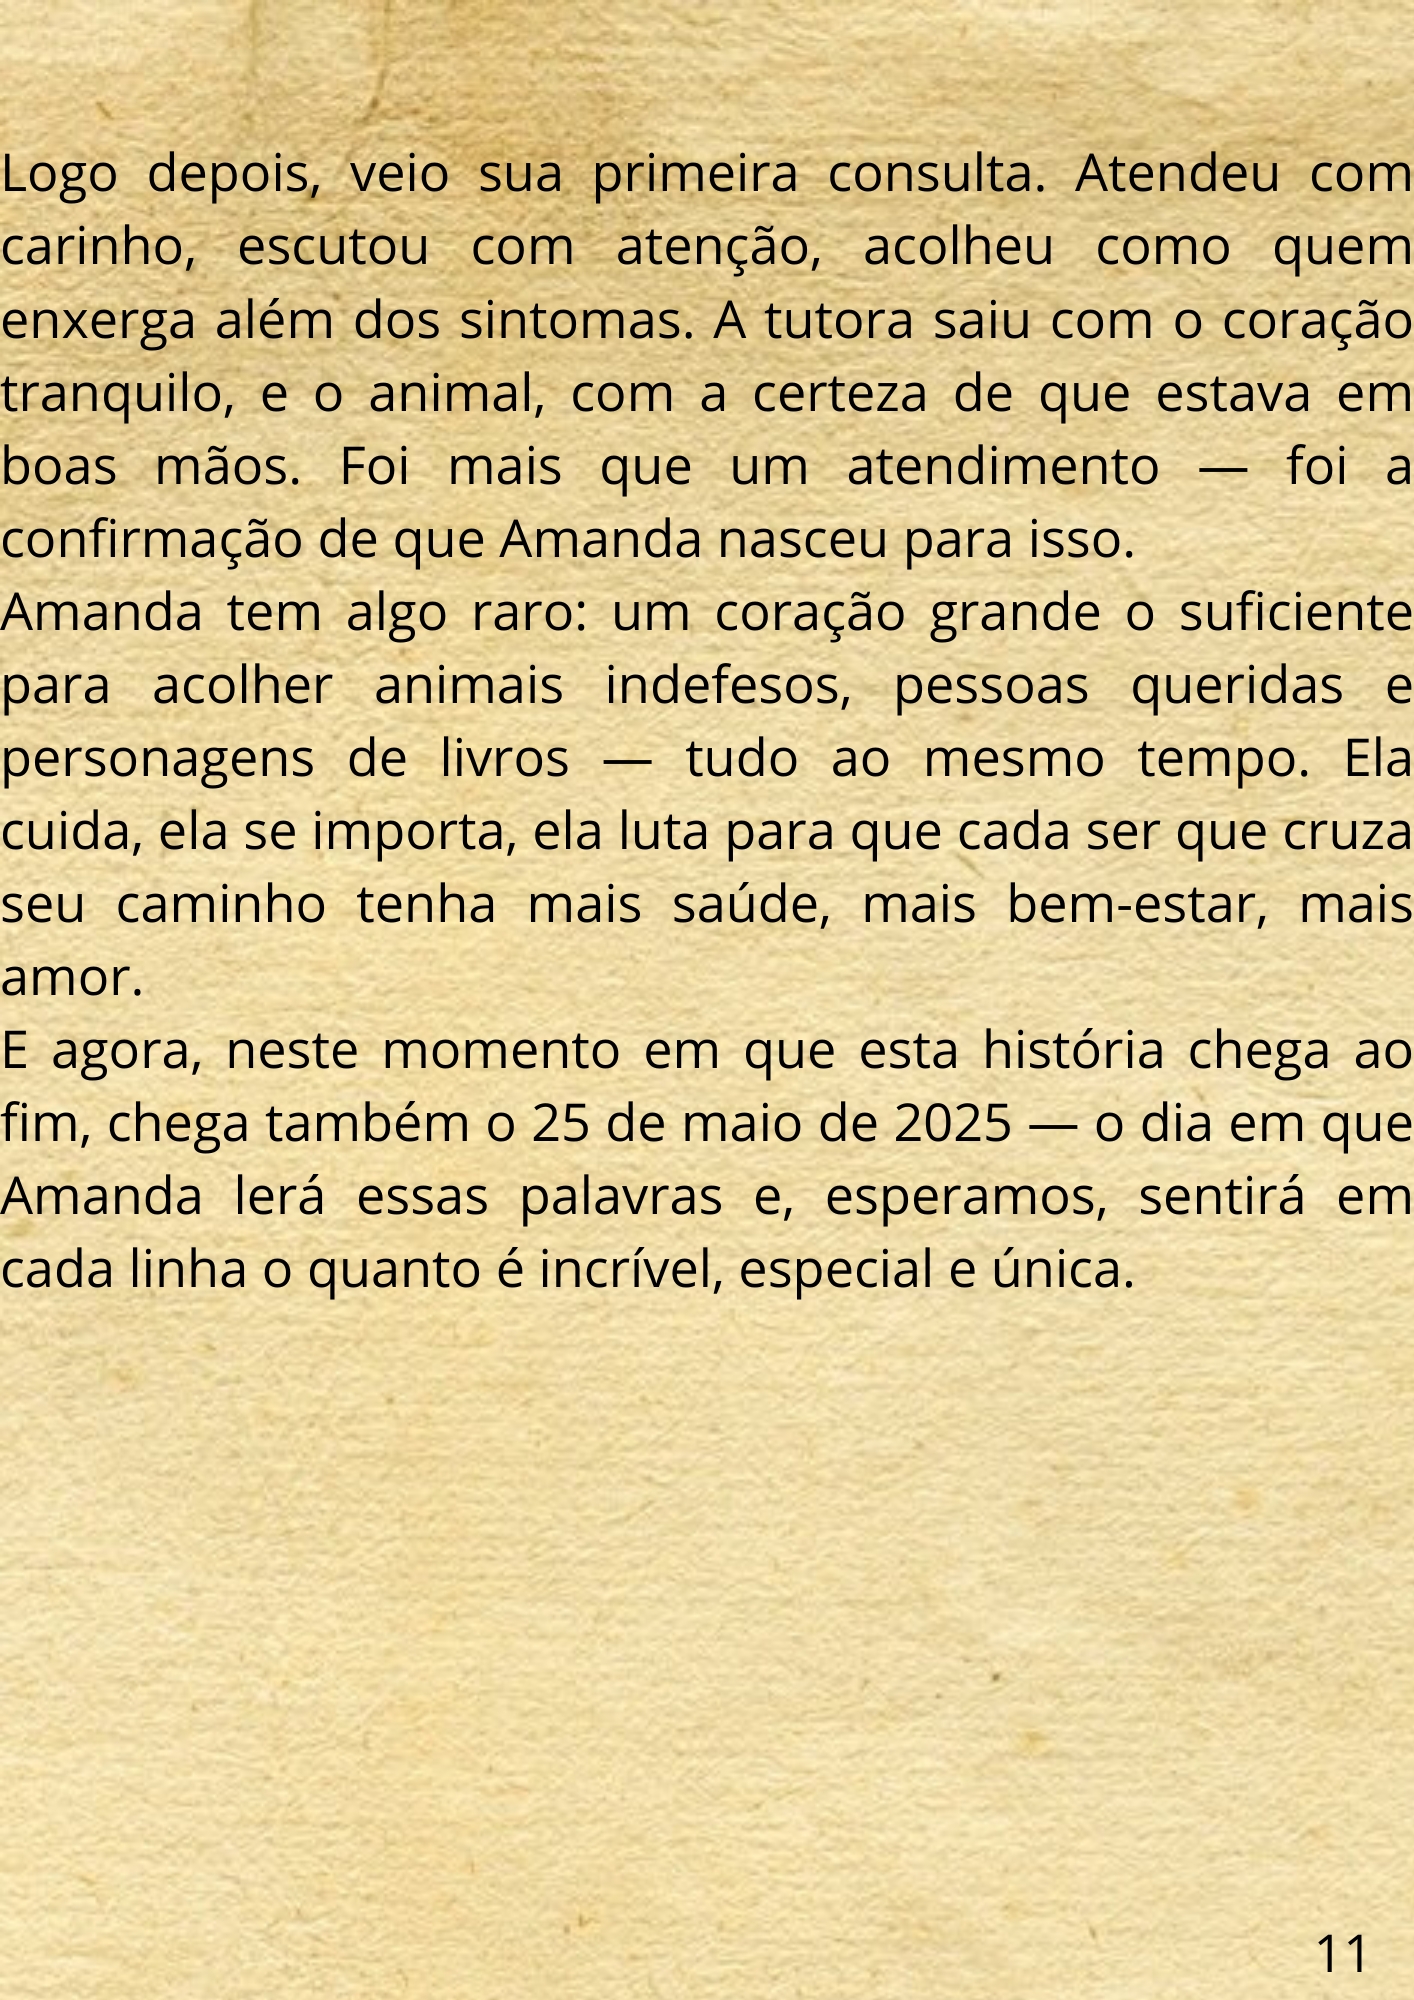 Logo depois, veio sua primeira consulta. Atendeu com
carinho, escutou com atenção, acolheu como quem
enxerga além dos sintomas. A tutora saiu com o coração
tranquilo, e o animal, com a certeza de que estava em
boas mãos. Foi mais que um atendimento — foi a
confirmação de que Amanda nasceu para isso.
Amanda tem algo raro: um coração grande o suficiente
para acolher animais indefesos, pessoas queridas e
personagens de livros — tudo ao mesmo tempo. Ela
cuida, ela se importa, ela luta para que cada ser que cruza
seu caminho tenha mais saúde, mais bem-estar, mais
amor.
E agora, neste momento em que esta história chega ao
fim, chega também o 25 de maio de 2025 — o dia em que
Amanda lerá essas palavras e, esperamos, sentirá em
cada linha o quanto é incrível, especial e única.
11